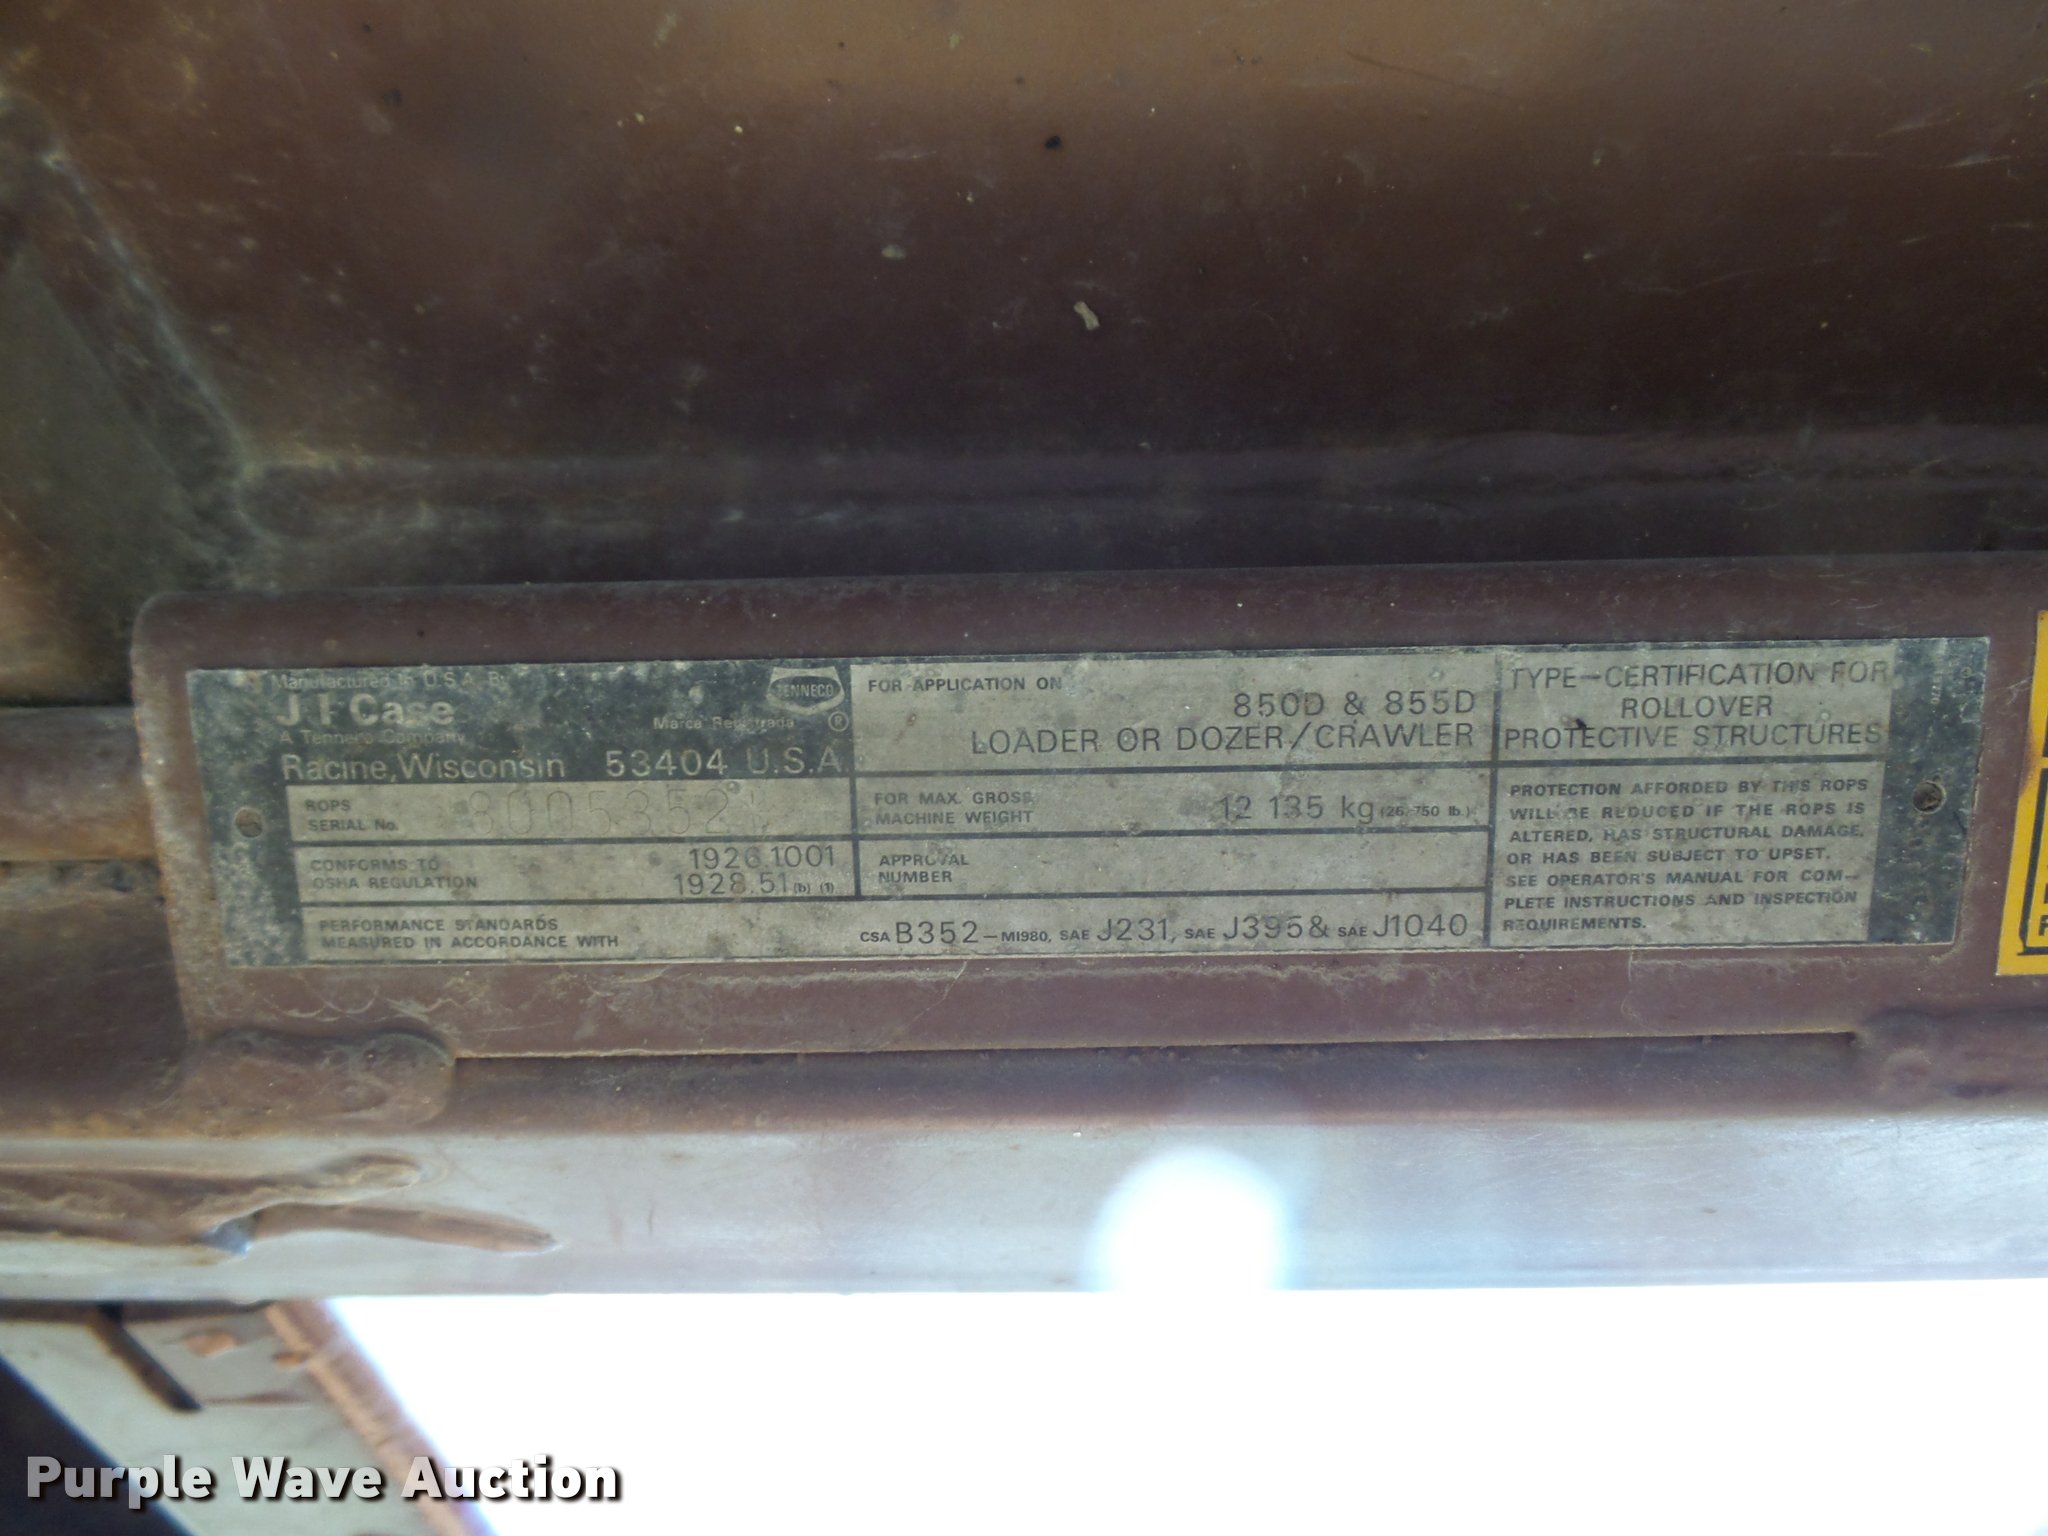 Manufactured In U.S.A. By
J I Case
A Tenneco Company
TENNECO
Marca Registrada ®
Racine, Wisconsin 53404 U.S.A
ROPS
SERIAL No.
CONFORMS TO
OSHA REGULATION
1926.1001
1928.51 (b) (1)
PERFORMANCE STANDARDS
MEASURED IN ACCORDANCE WITH
CSA B352-M1980, SAE J231, SAE J395 & SAE J1040
FOR APPLICATION ON
850D & 855D
LOADER OR DOZER/CRAWLER
FOR MAX. GROSS
MACHINE WEIGHT
12 135 kg (26 750 lb.)
APPROVAL
NUMBER
TYPE-CERTIFICATION FOR
ROLLOVER
PROTECTIVE STRUCTURES
PROTECTION AFFORDED BY THIS ROPS
WILL BE REDUCED IF THE ROPS IS
ALTERED, HAS STRUCTURAL DAMAGE,
OR HAS BEEN SUBJECT TO UPSET.
SEE OPERATOR'S MANUAL FOR COM-
PLETE INSTRUCTIONS AND INSPECTION
REQUIREMENTS.
Purple Wave Auction